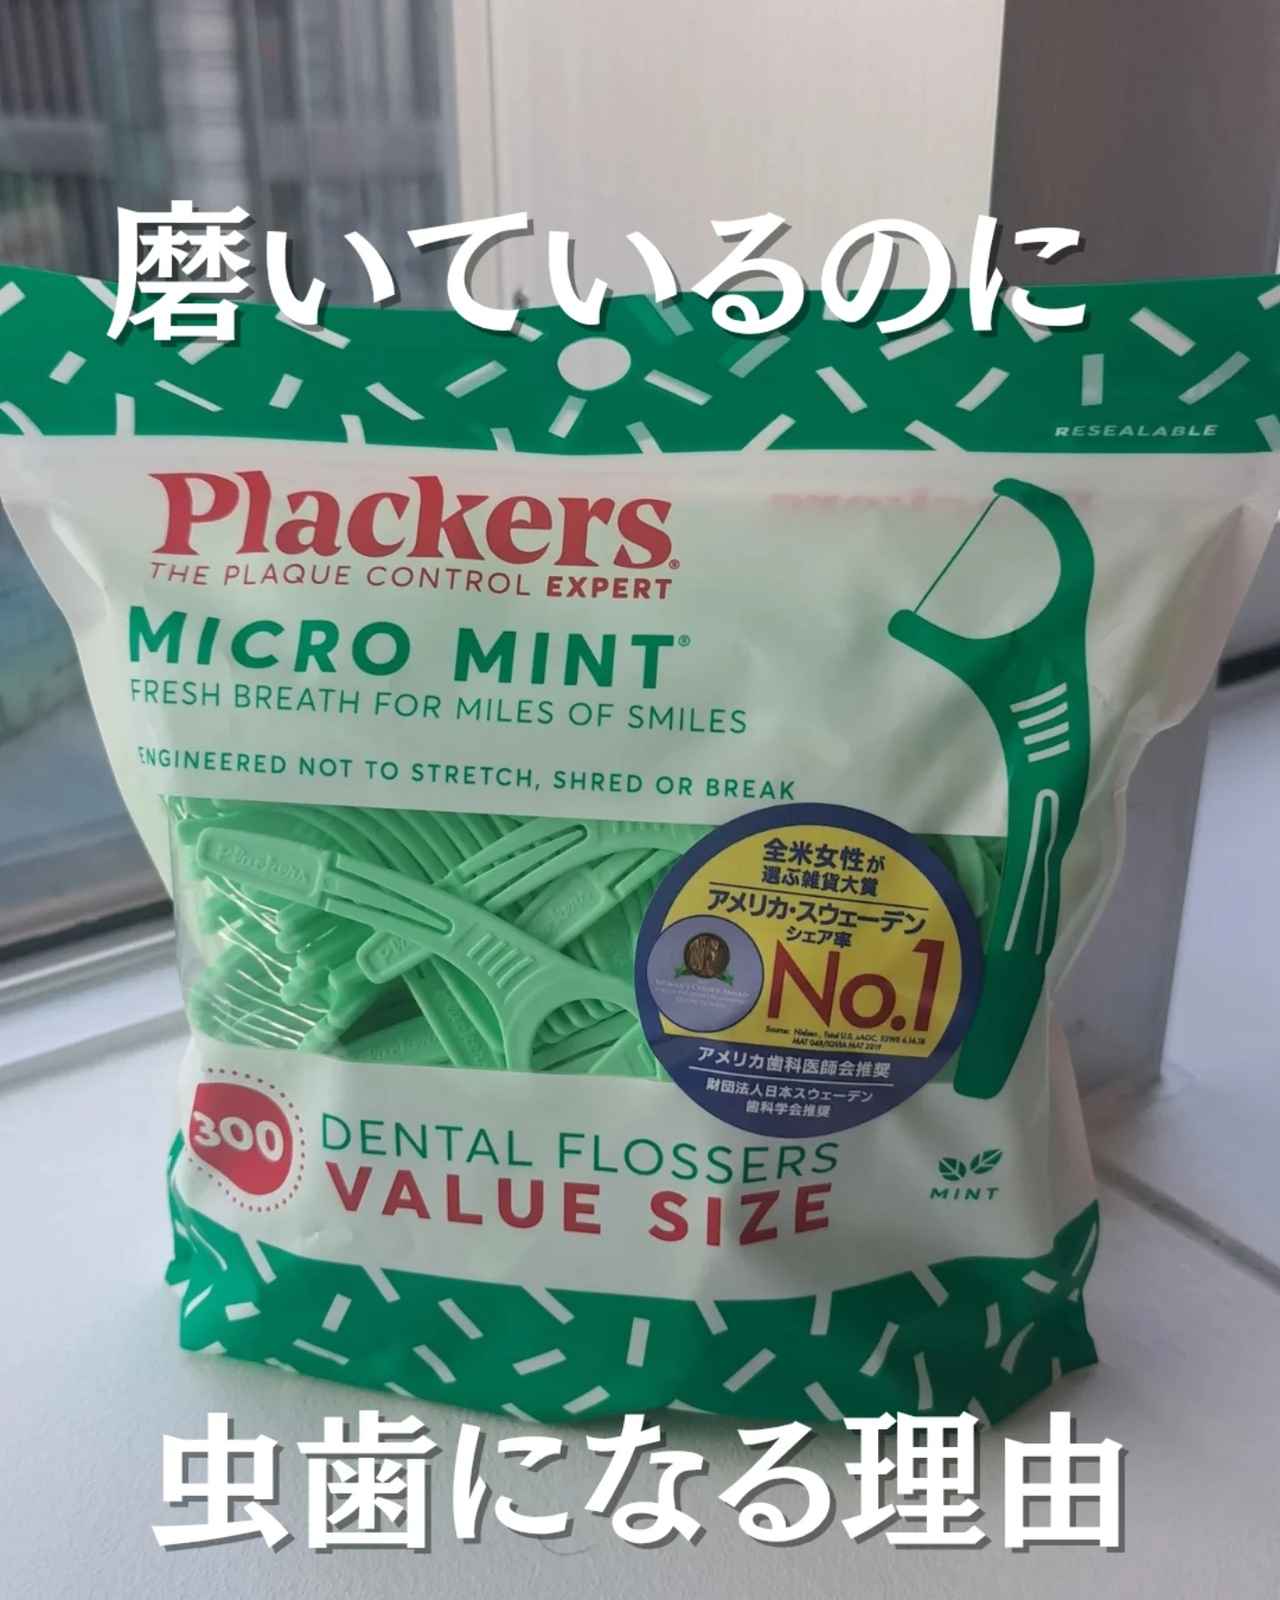 磨いているのに
RESEALABLE
Plackers®
THE PLAQUE CONTROL EXPERT
MICRO MINT®
FRESH BREATH FOR MILES OF SMILES
ENGINEERED NOT TO STRETCH, SHRED OR BREAK
Plackers
全米女性が
選ぶ雑貨大賞
アメリカ・スウェーデン
シェア率
No.1
アメリカ歯科医師会推奨
財団法人日本スウェーデン
歯科学会推奨
300
DENTAL FLOSSERS
VALUE SIZE
MINT
虫歯になる理由